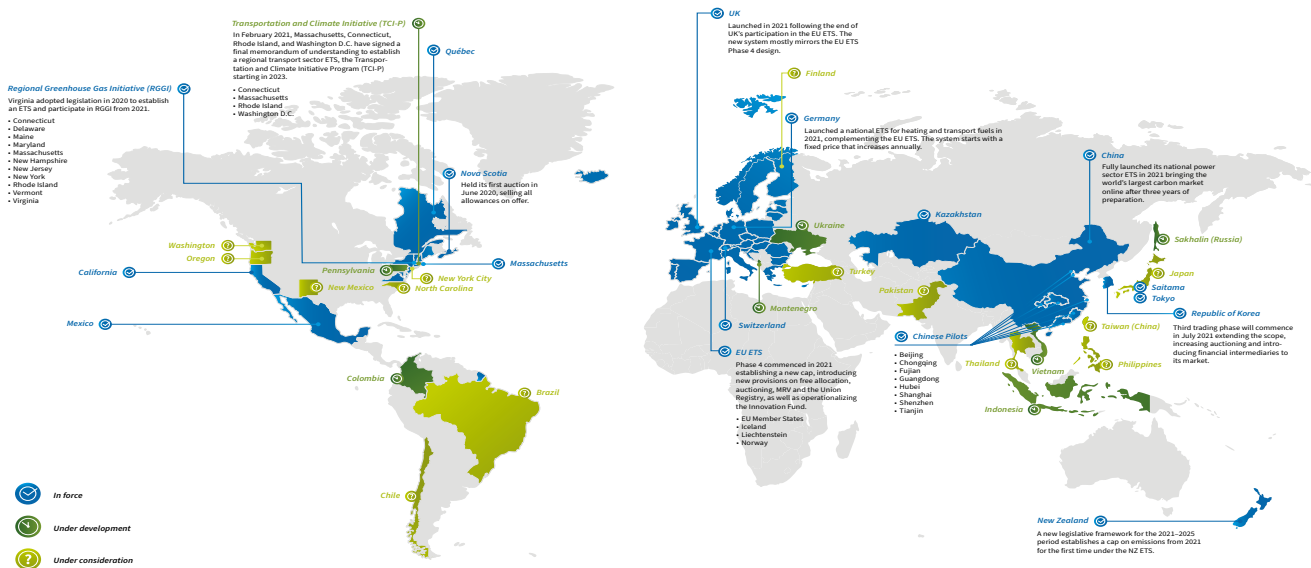 Transportation and Climate Initiative (TCI-P)
In February 2021, Massachusetts, Connecticut,
Rhode Island, and Washington D.C. have signed a
final memorandum of understanding to establish
a regional transport sector ETS, the Transpor-
tation and Climate Initiative Program (TCI-P)
starting in 2023.
• Connecticut
• Massachusetts
• Rhode Island
• Washington D.C.
Québec
Regional Greenhouse Gas Initiative (RGGI)
Virginia adopted legislation in 2020 to establish
an ETS and participate in RGGI from 2021.
• Connecticut
• Delaware
• Maine
• Maryland
• Massachusetts
• New Hampshire
• New Jersey
• New York
• Rhode Island
• Vermont
• Virginia
Nova Scotia
Held its first auction in
June 2020, selling all
allowances on offer.
Washington
Oregon
California
Pennsylvania
Massachusetts
New York City
New Mexico
North Carolina
Mexico
Colombia
Brazil
Chile
In force
Under development
Under consideration
UK
Launched in 2021 following the end of
UK's participation in the EU ETS. The
new system mostly mirrors the EU ETS
Phase 4 design.
Finland
Germany
Launched a national ETS for heating and transport fuels in
2021, complementing the EU ETS. The system starts with a
fixed price that increases annually.
China
Fully launched its national power
sector ETS in 2021 bringing the
world's largest carbon market
online after three years of
preparation.
Kazakhstan
Ukraine
Sakhalin (Russia)
Turkey
Japan
Pakistan
Saitama
Tokyo
Montenegro
Republic of Korea
Third trading phase will commence
in July 2021 extending the scope,
increasing auctioning and intro-
ducing financial intermediaries to
its market.
Switzerland
Taiwan (China)
Chinese Pilots
• Beijing
• Chongqing
• Fujian
• Guangdong
• Hubei
• Shanghai
• Shenzhen
• Tianjin
EU ETS
Phase 4 commenced in 2021
establishing a new cap, introducing
new provisions on free allocation,
auctioning, MRV and the Union
Registry, as well as operationalizing
the Innovation Fund.
• EU Member States
• Iceland
• Liechtenstein
• Norway
Thailand
Vietnam
Philippines
Indonesia
New Zealand
A new legislative framework for the 2021–2025
period establishes a cap on emissions from 2021
for the first time under the NZ ETS.